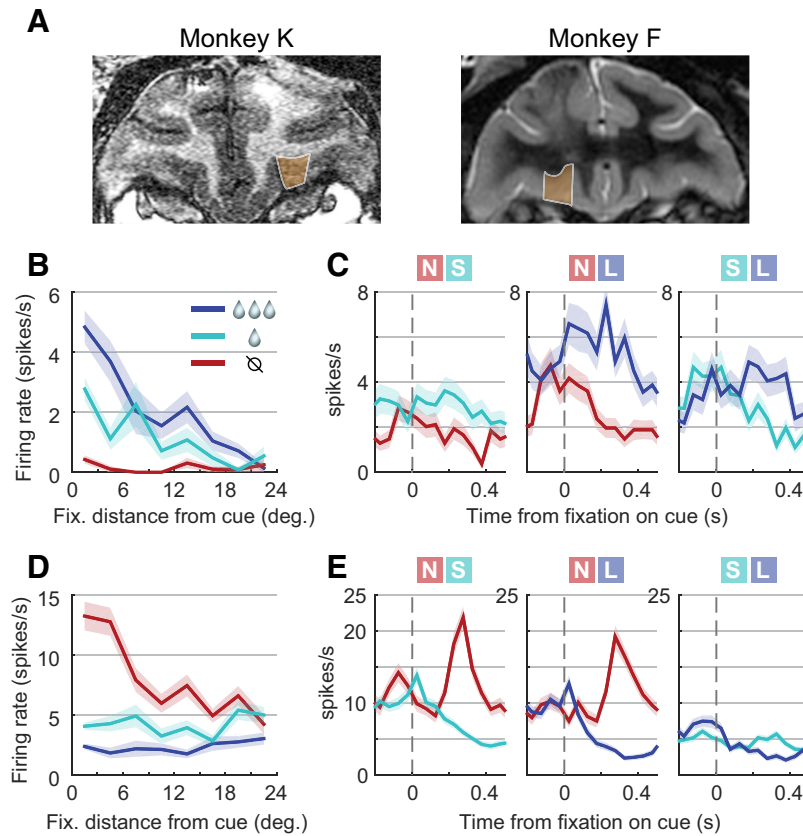 A
Monkey K
Monkey F
B
Firing rate (spikes/s)
6
4
2
0
0 6 12 18 24
Fix. distance from cue (deg.)
C
N S
N L
S L
spikes/s
8
4
0
8
8
0 0.4
0 0.4
0 0.4
Time from fixation on cue (s)
D
Firing rate (spikes/s)
15
10
5
0
0 6 12 18 24
Fix. distance from cue (deg.)
E
N S
N L
S L
spikes/s
25
20
15
10
5
0
25
25
0 0.4
0 0.4
0 0.4
Time from fixation on cue (s)